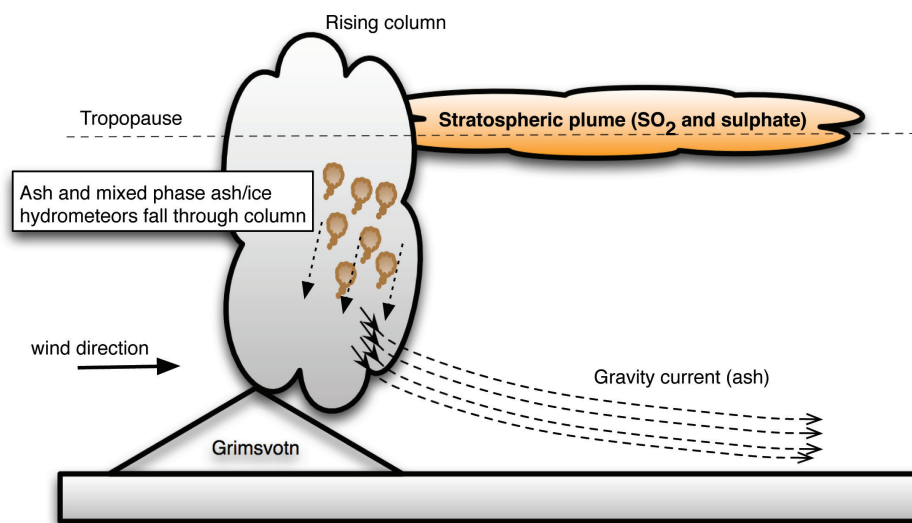 Rising column
Tropopause
Stratospheric plume (SO2 and sulphate)
Ash and mixed phase ash/ice
hydrometeors fall through column
wind direction
Gravity current (ash)
Grimsvotn